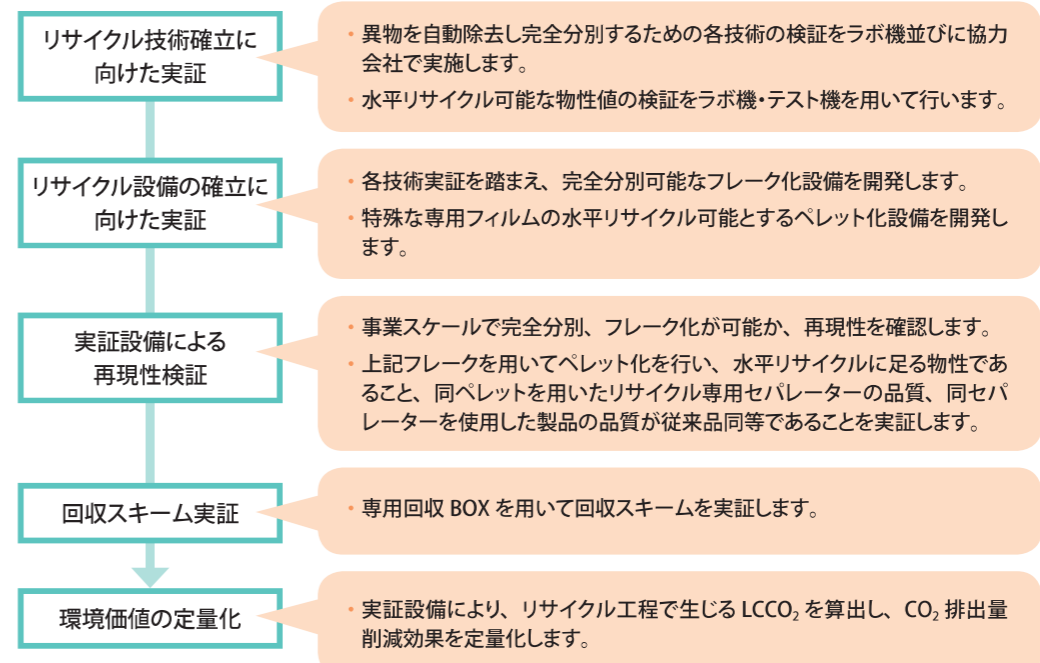 リサイクル技術確立に
向けた実証
・異物を自動除去し完全分別するための各技術の検証をラボ機並びに協力
会社で実施します。
・水平リサイクル可能な物性値の検証をラボ機・テスト機を用いて行います。
リサイクル設備の確立に
向けた実証
・各技術実証を踏まえ、完全分別可能なフレーク化設備を開発します。
・特殊な専用フィルムの水平リサイクル可能とするペレット化設備を開発し
ます。
実証設備による
再現性検証
・事業スケールで完全分別、フレーク化が可能か、再現性を確認します。
・上記フレークを用いてペレット化を行い、水平リサイクルに足る物性であ
ること、同ペレットを用いたリサイクル専用セパレーターの品質、同セパ
レーターを使用した製品の品質が従来品同等であることを実証します。
回収スキーム実証
・専用回収 BOX を用いて回収スキームを実証します。
環境価値の定量化
・実証設備により、リサイクル工程で生じる LCCO₂ を算出し、CO₂ 排出量
削減効果を定量化します。